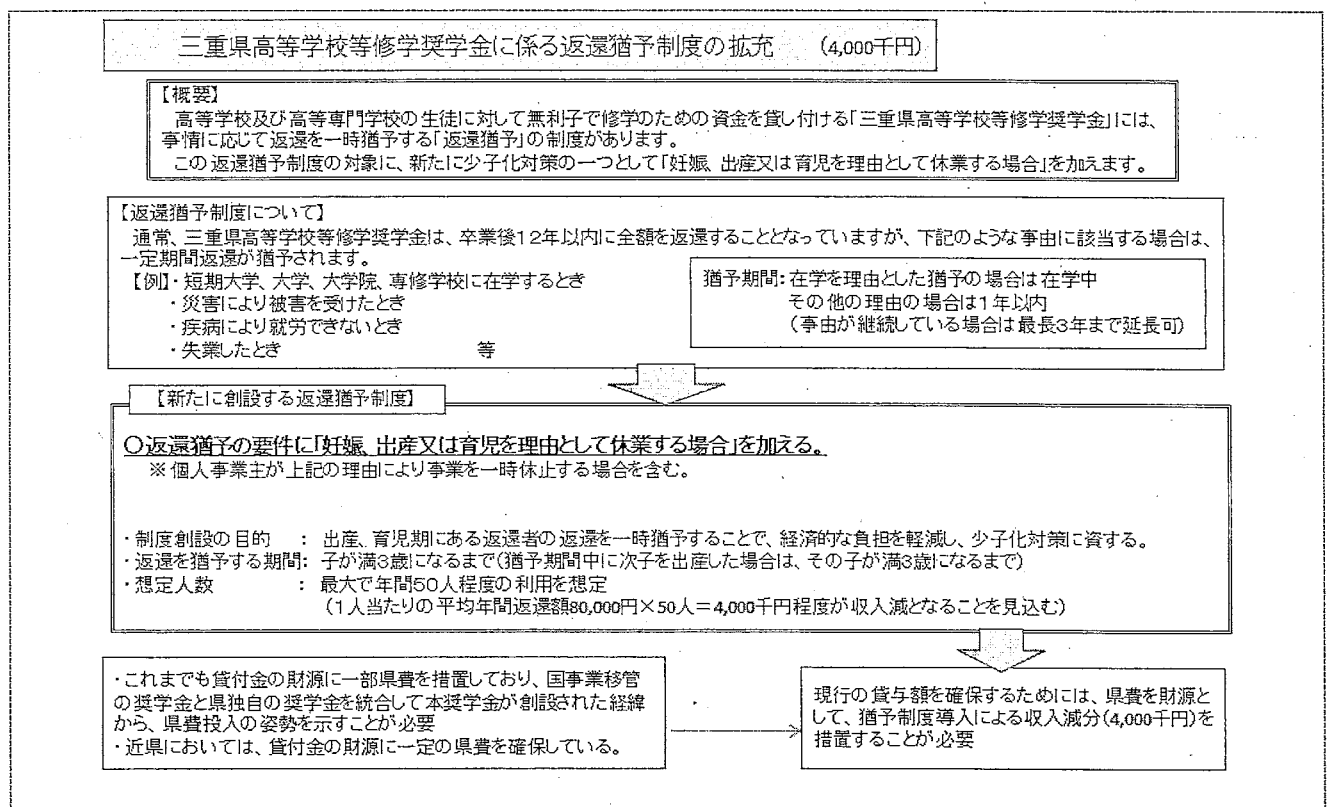 三重県高等学校等修学奨学金に係る返還猶予制度の拡充　(4,000千円)
【概要】
高等学校及び高等専門学校の生徒に対して無利子で修学のための資金を貸し付ける「三重県高等学校等修学奨学金」には、
事情に応じて返還を一時猶予する「返還猶予」の制度があります。
この返還猶予制度の対象に、新たに少子化対策の一つとして「妊娠、出産又は育児を理由として休業する場合」を加えます。
【返還猶予制度について】
通常、三重県高等学校等修学奨学金は、卒業後12年以内に全額を返還することとなっていますが、下記のような事由に該当する場合は、
一定期間返還が猶予されます。
【例】・短期大学、大学、大学院、専修学校に在学するとき
・災害により被害を受けたとき
・疾病により就労できないとき
・失業したとき　等
猶予期間：在学を理由とした猶予の場合は在学中
その他の理由の場合は1年以内
(事由が継続している場合は最長3年まで延長可)
【新たに創設する返還猶予制度】
○返還猶予の要件に「妊娠、出産又は育児を理由として休業する場合」を加える。
※個人事業主が上記の理由により事業を一時休止する場合を含む。
・制度創設の目的　：　出産、育児期にある返還者の返還を一時猶予することで、経済的な負担を軽減し、少子化対策に資する。
・返還を猶予する期間：子が満3歳になるまで(猶予期間中に次子を出産した場合は、その子が満3歳になるまで)
・想定人数　：　最大で年間50人程度の利用を想定
(1人当たりの平均年間返還額80,000円×50人＝4,000千円程度が収入減となることを見込む)
・これまでも貸付金の財源に一部県費を措置しており、国事業移管
の奨学金と県独自の奨学金を統合して本奨学金が創設された経緯
から、県費投入の姿勢を示すことが必要
・近県においては、貸付金の財源に一定の県費を確保している。
現行の貸与額を確保するためには、県費を財源と
して、猶予制度導入による収入減分(4,000千円)を
措置することが必要